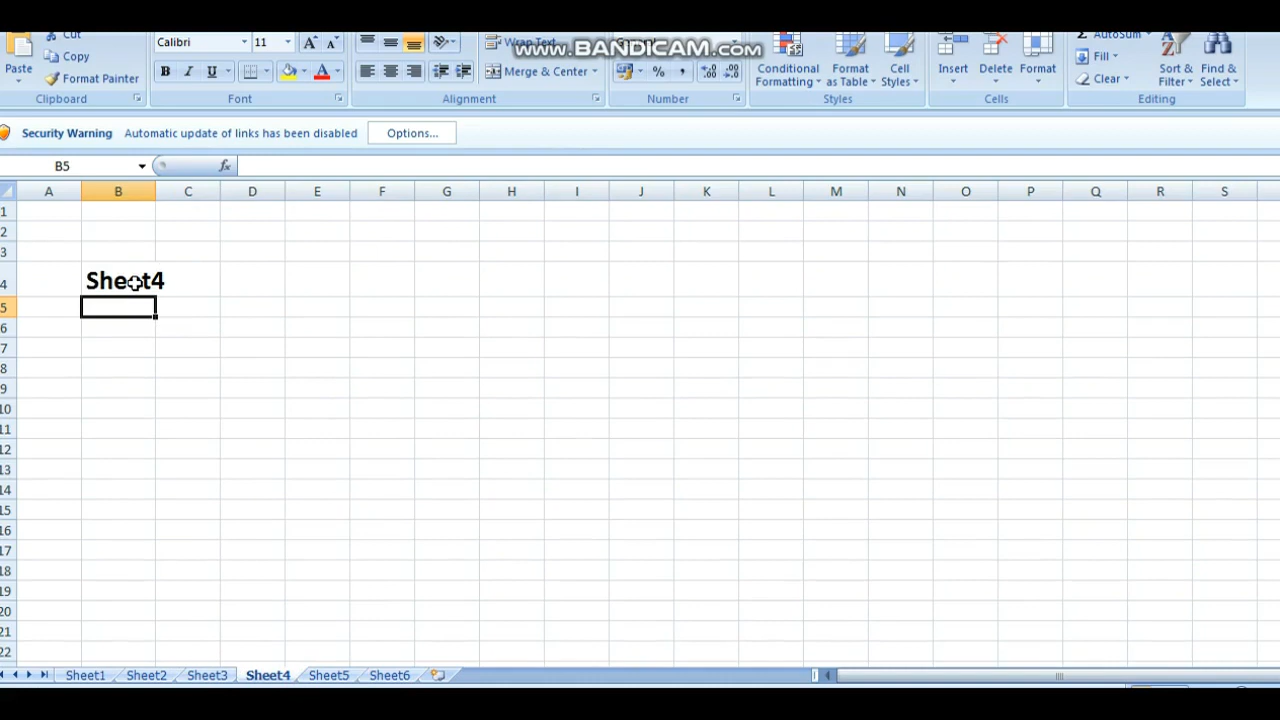 Cut
Calibri 11
www.BANDICAM.com
AutoSum
Copy
Wrap Text
Fill
Paste
Format Painter
B I U A
Merge & Center
% ,
Conditional Formatting
Format as Table
Cell Styles
Insert
Delete
Format
Clear
Sort & Filter
Find & Select
Clipboard
Font
Alignment
Number
Styles
Cells
Editing
Security Warning Automatic update of links has been disabled Options...
B5 fx
A B C D E F G H I J K L M N O P Q R S
1
2
3
4 Sheet4
5
6
7
8
9
10
11
12
13
14
15
16
17
18
19
20
21
22
Sheet1 Sheet2 Sheet3 Sheet4 Sheet5 Sheet6